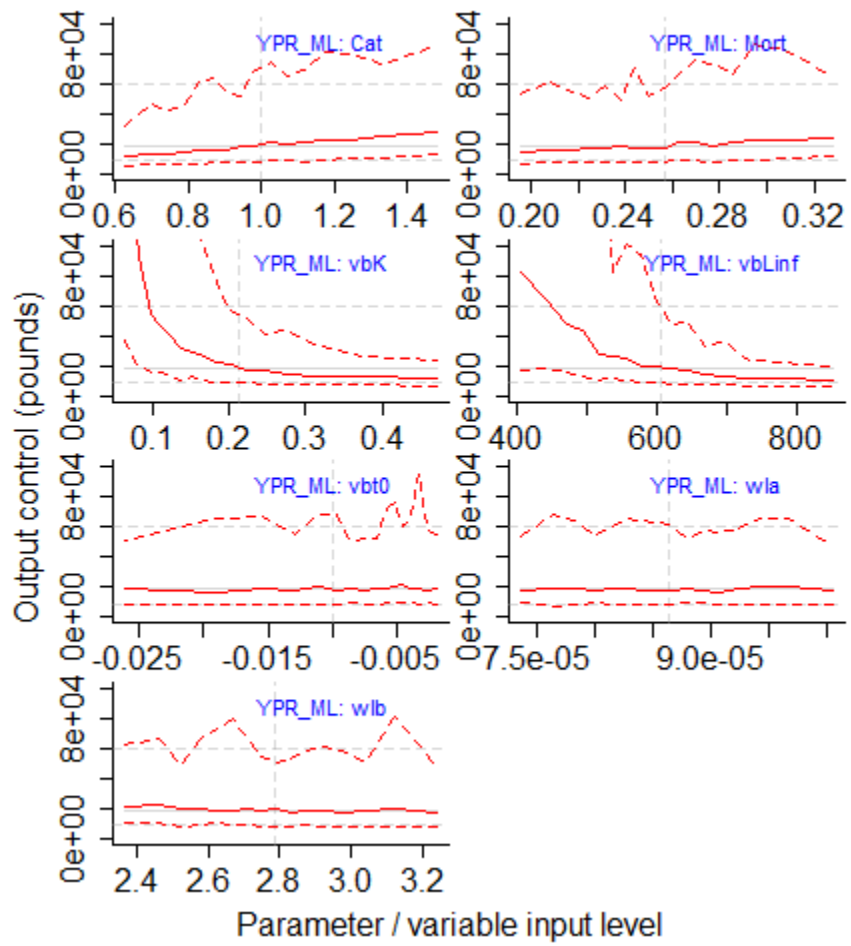 YPR_ML: Cat
0e+00 8e+04
0.6 0.8 1.0 1.2 1.4
YPR_ML: Mort
0e+00 8e+04
0.20 0.24 0.28 0.32
YPR_ML: vbK
0e+00 8e+04
0.1 0.2 0.3 0.4
YPR_ML: vbLinf
0e+00 8e+04
400 600 800
YPR_ML: vbt0
0e+00 8e+04
-0.025 -0.015 -0.005
YPR_ML: wla
0e+00 8e+04
7.5e-05 9.0e-05
YPR_ML: wlb
0e+00 8e+04
2.4 2.6 2.8 3.0 3.2
Output control (pounds)
Parameter / variable input level